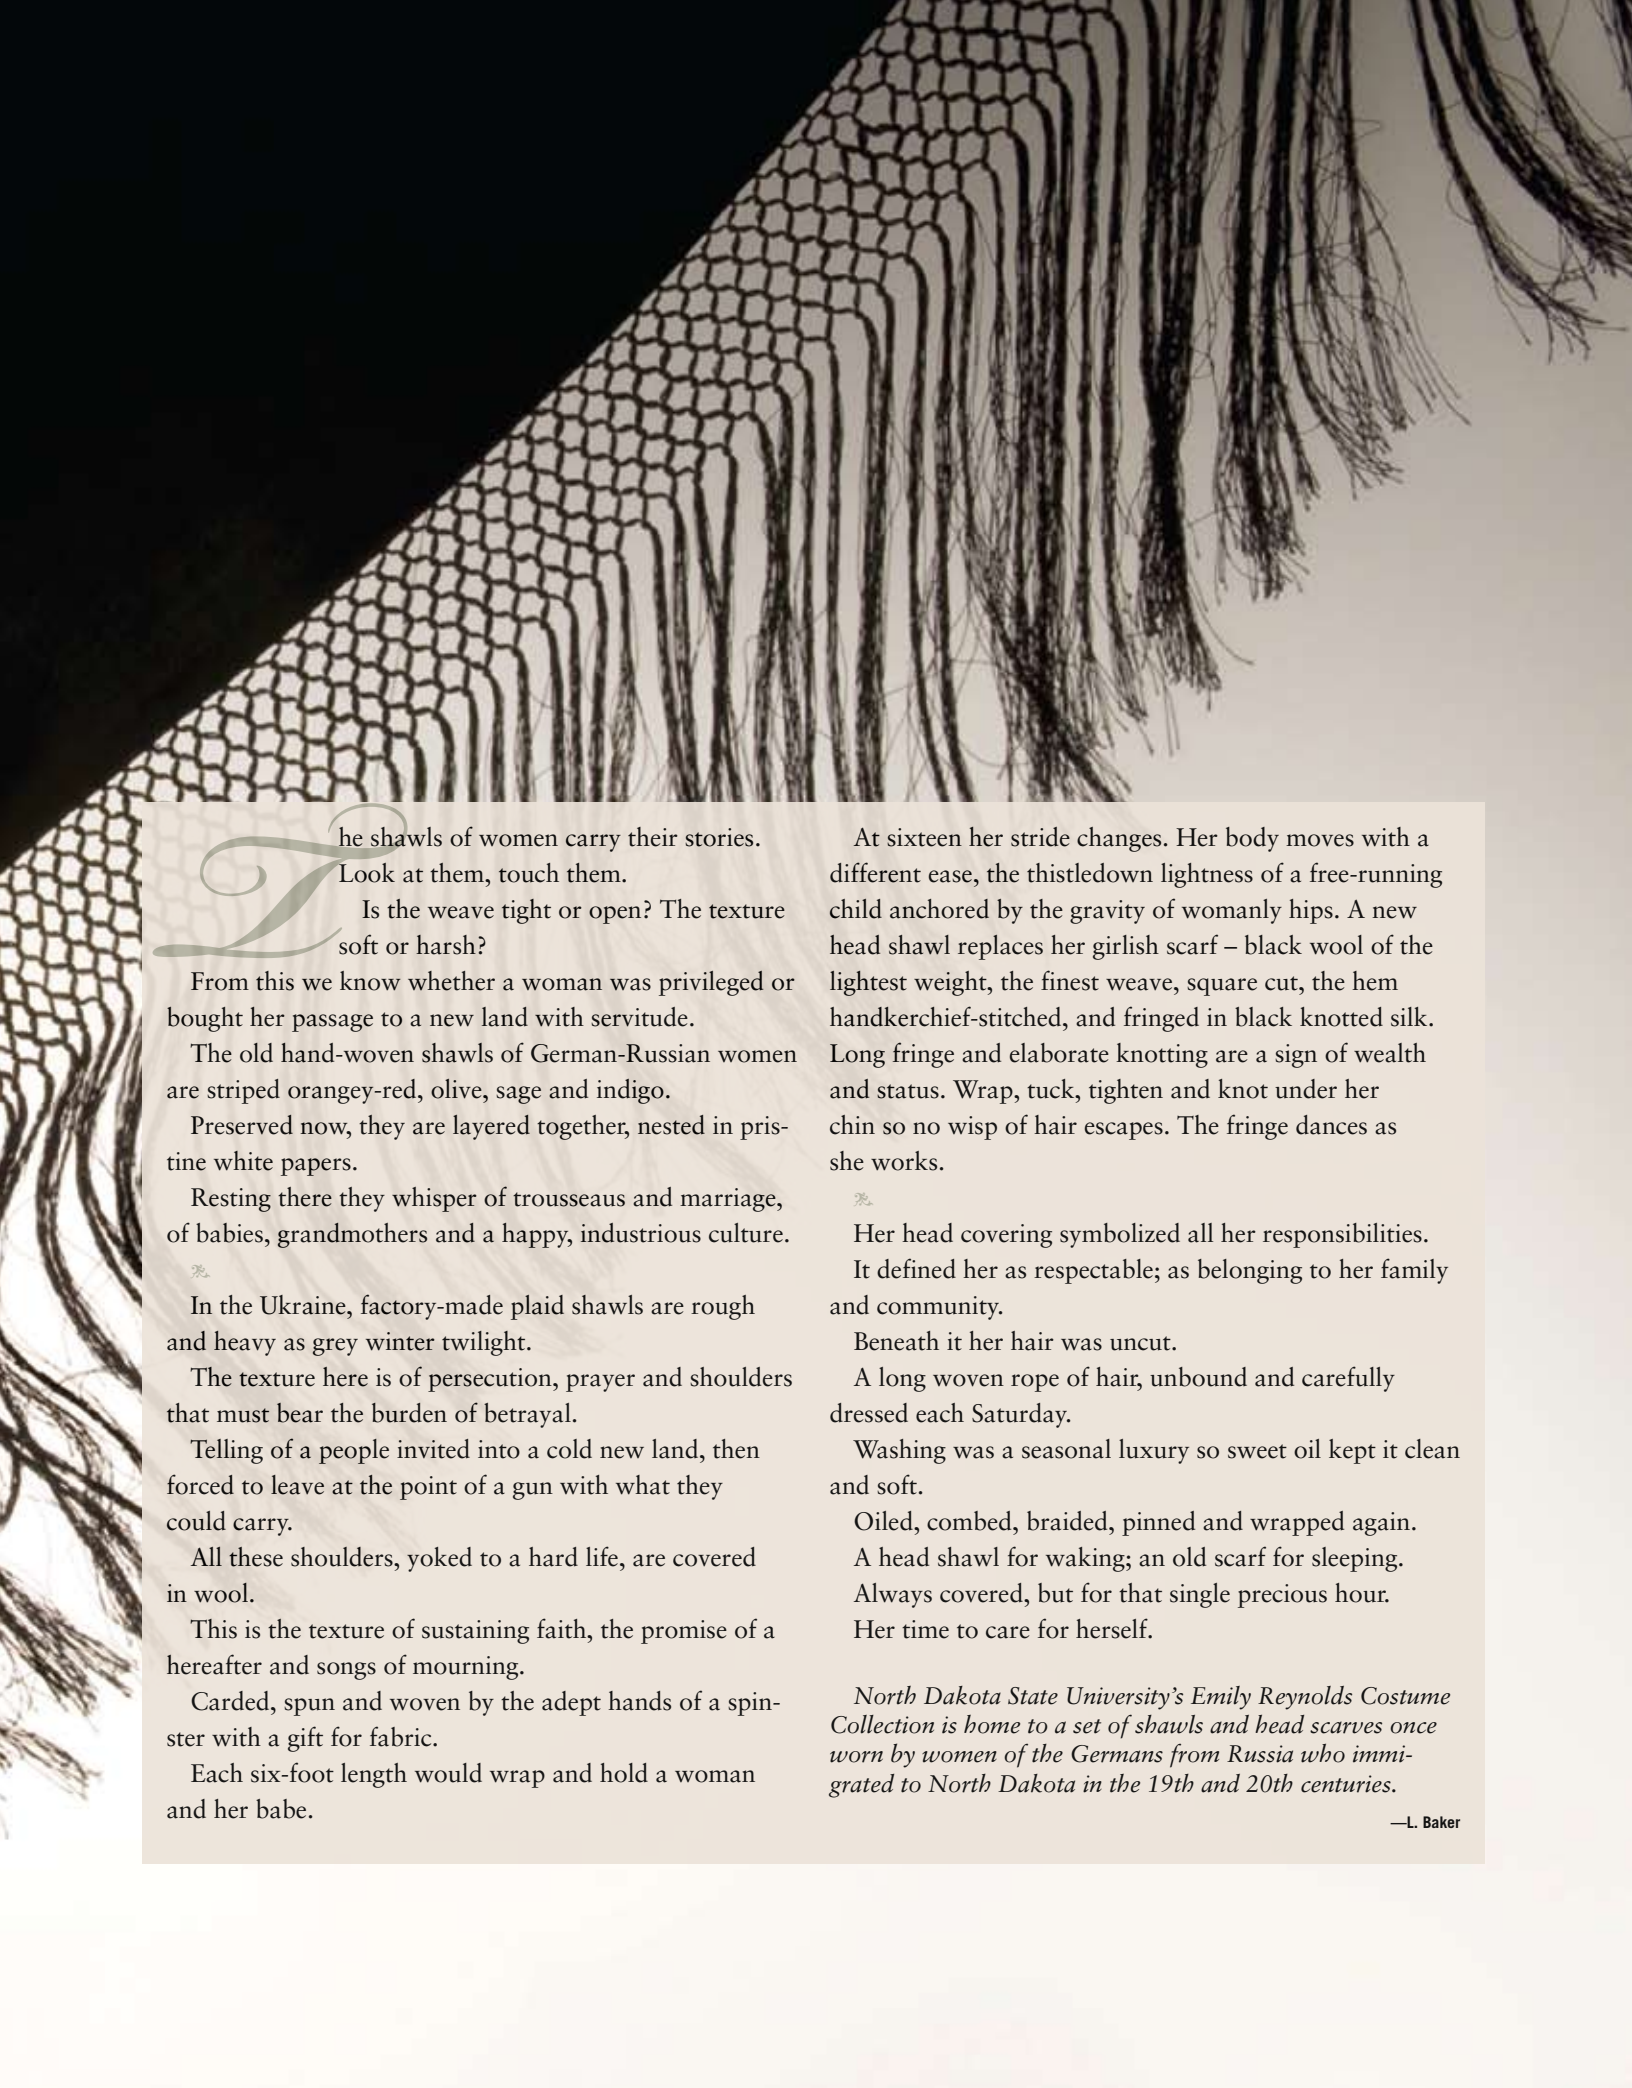 The shawls of women carry their stories.
Look at them, touch them.
Is the weave tight or open? The texture
soft or harsh?
From this we know whether a woman was privileged or
bought her passage to a new land with servitude.
The old hand-woven shawls of German-Russian women
are striped orangey-red, olive, sage and indigo.
Preserved now, they are layered together, nested in pris-
tine white papers.
Resting there they whisper of trousseaus and marriage,
of babies, grandmothers and a happy, industrious culture.
In the Ukraine, factory-made plaid shawls are rough
and heavy as grey winter twilight.
The texture here is of persecution, prayer and shoulders
that must bear the burden of betrayal.
Telling of a people invited into a cold new land, then
forced to leave at the point of a gun with what they
could carry.
All these shoulders, yoked to a hard life, are covered
in wool.
This is the texture of sustaining faith, the promise of a
hereafter and songs of mourning.
Carded, spun and woven by the adept hands of a spin-
ster with a gift for fabric.
Each six-foot length would wrap and hold a woman
and her babe.
At sixteen her stride changes. Her body moves with a
different ease, the thistledown lightness of a free-running
child anchored by the gravity of womanly hips. A new
head shawl replaces her girlish scarf – black wool of the
lightest weight, the finest weave, square cut, the hem
handkerchief-stitched, and fringed in black knotted silk.
Long fringe and elaborate knotting are a sign of wealth
and status. Wrap, tuck, tighten and knot under her
chin so no wisp of hair escapes. The fringe dances as
she works.
Her head covering symbolized all her responsibilities.
It defined her as respectable; as belonging to her family
and community.
Beneath it her hair was uncut.
A long woven rope of hair, unbound and carefully
dressed each Saturday.
Washing was a seasonal luxury so sweet oil kept it clean
and soft.
Oiled, combed, braided, pinned and wrapped again.
A head shawl for waking; an old scarf for sleeping.
Always covered, but for that single precious hour.
Her time to care for herself.
North Dakota State University's Emily Reynolds Costume
Collection is home to a set of shawls and head scarves once
worn by women of the Germans from Russia who immi-
grated to North Dakota in the 19th and 20th centuries.
—L. Baker